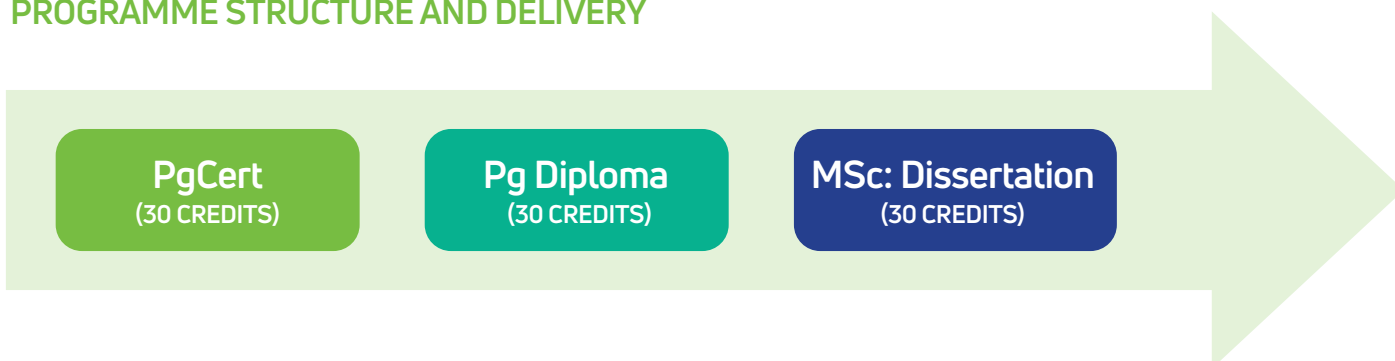 PROGRAMME STRUCTURE AND DELIVERY
PgCert
(30 CREDITS)
Pg Diploma
(30 CREDITS)
MSc: Dissertation
(30 CREDITS)